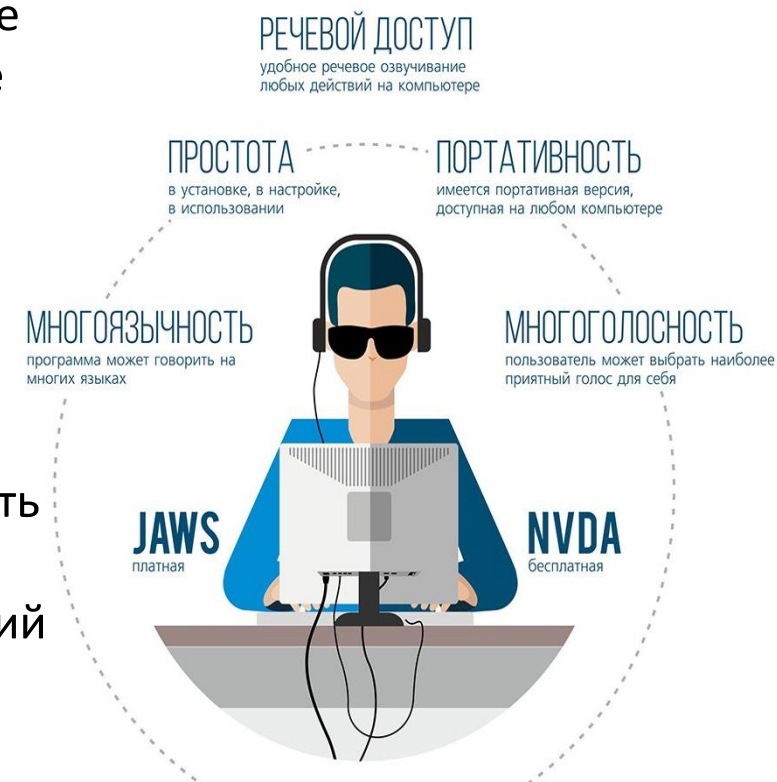 е
е
ть
ий
РЕЧЕВОЙ ДОСТУП
удобное речевое озвучивание
любых действий на компьютере
ПРОСТОТА
в установке, в настройке,
в использовании
ПОРТАТИВНОСТЬ
имеется портативная версия,
доступная на любом компьютере
МНОГОЯЗЫЧНОСТЬ
программа может говорить на
многих языках
МНОГОГОЛОСНОСТЬ
пользователь может выбрать наиболее
приятный голос для себя
JAWS
платная
NVDA
бесплатная